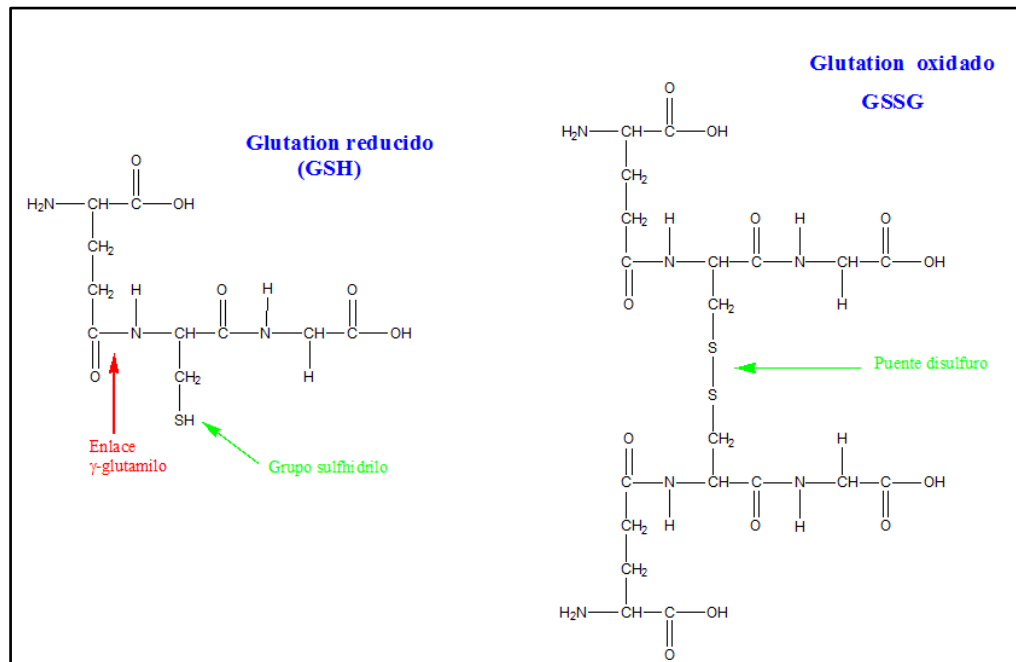 Glutation reducido
(GSH)
O
H₂N CH C OH
CH₂
CH₂ H O H O
C N CH C N CH C OH
O CH₂ H
SH
Enlace
γ-glutamilo
Grupo sulfhidrilo
Glutation oxidado
GSSG
O
H₂N CH C OH
CH₂
CH₂ H O H O
C N CH C N CH C OH
O CH₂ H
S
Puente disulfuro
S
O CH₂ H
C N CH C N CH C OH
H O H O
CH₂
CH₂
H₂N CH C OH
O